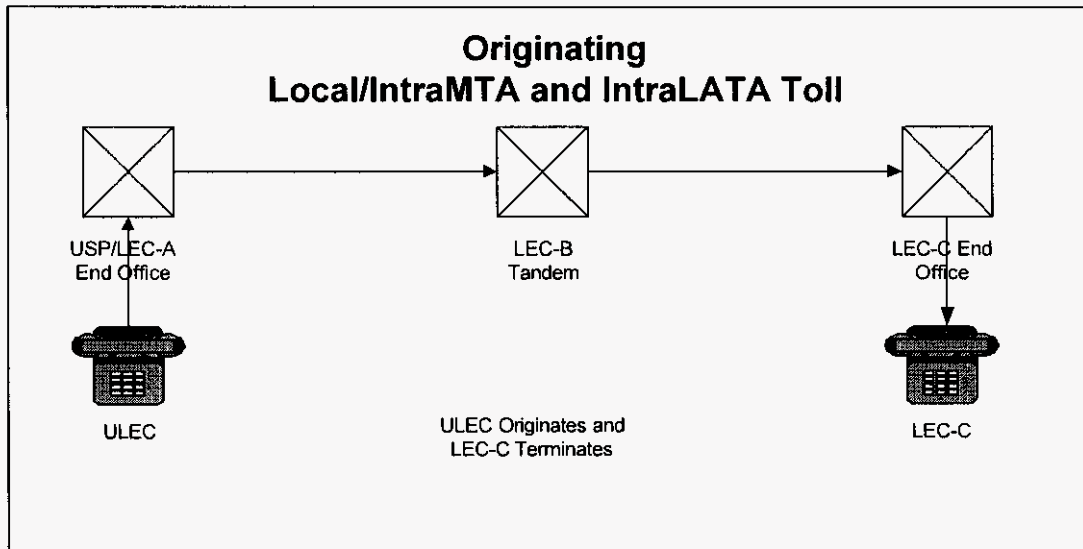 Originating
Local/IntraMTA and IntraLATA Toll
USP/LEC-A
End Office
LEC-B
Tandem
LEC-C End
Office
ULEC
ULEC Originates and
LEC-C Terminates
LEC-C